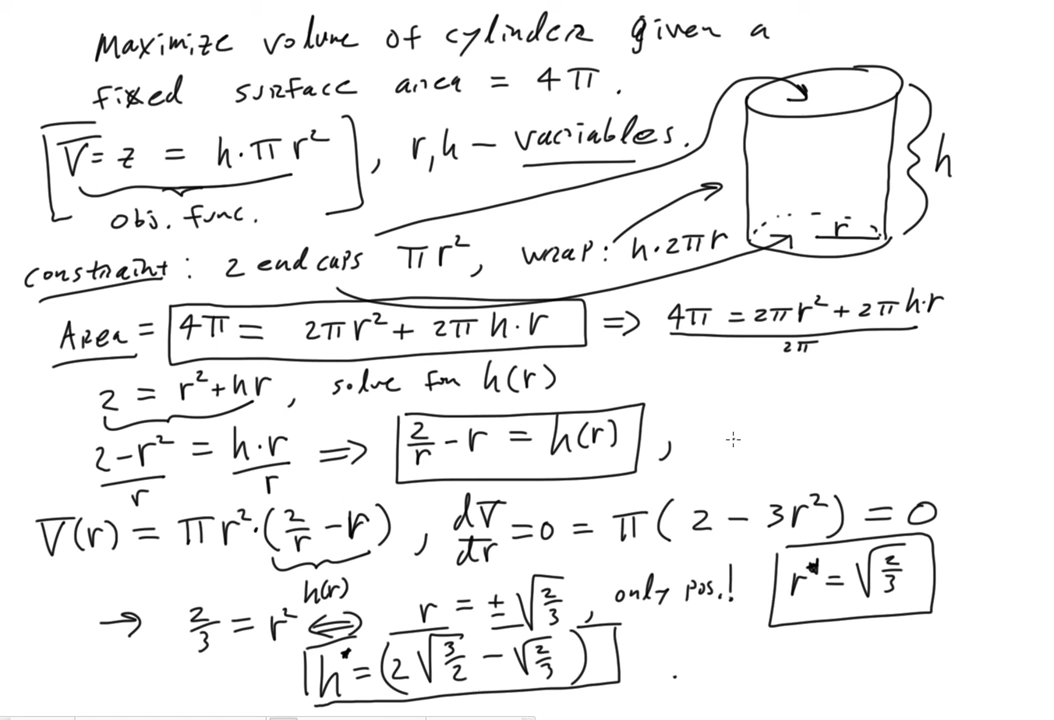 Maximize volume of cylinder given a
fixed surface area = 4π.
[V = z = h·πr²], r,h – variables.
obj. func.
h
r
constraint: 2 end caps πr², wrap: h·2πr
Area = 4π = 2πr² + 2π h·r ⇒ 4π = 2πr² + 2π h·r
2π
2 = r² + hr, solve for h(r)
2–r² = h·r ⇒ 2/r – r = h(r),
r r
V(r) = πr²·(2/r – r), dV/dr = 0 = π(2 – 3r²) = 0
h(r)
r* = √2/3
→ 2/3 = r² ⇔ r = ±√2/3, only pos.!
h* = (2√3/2 – √2/3).